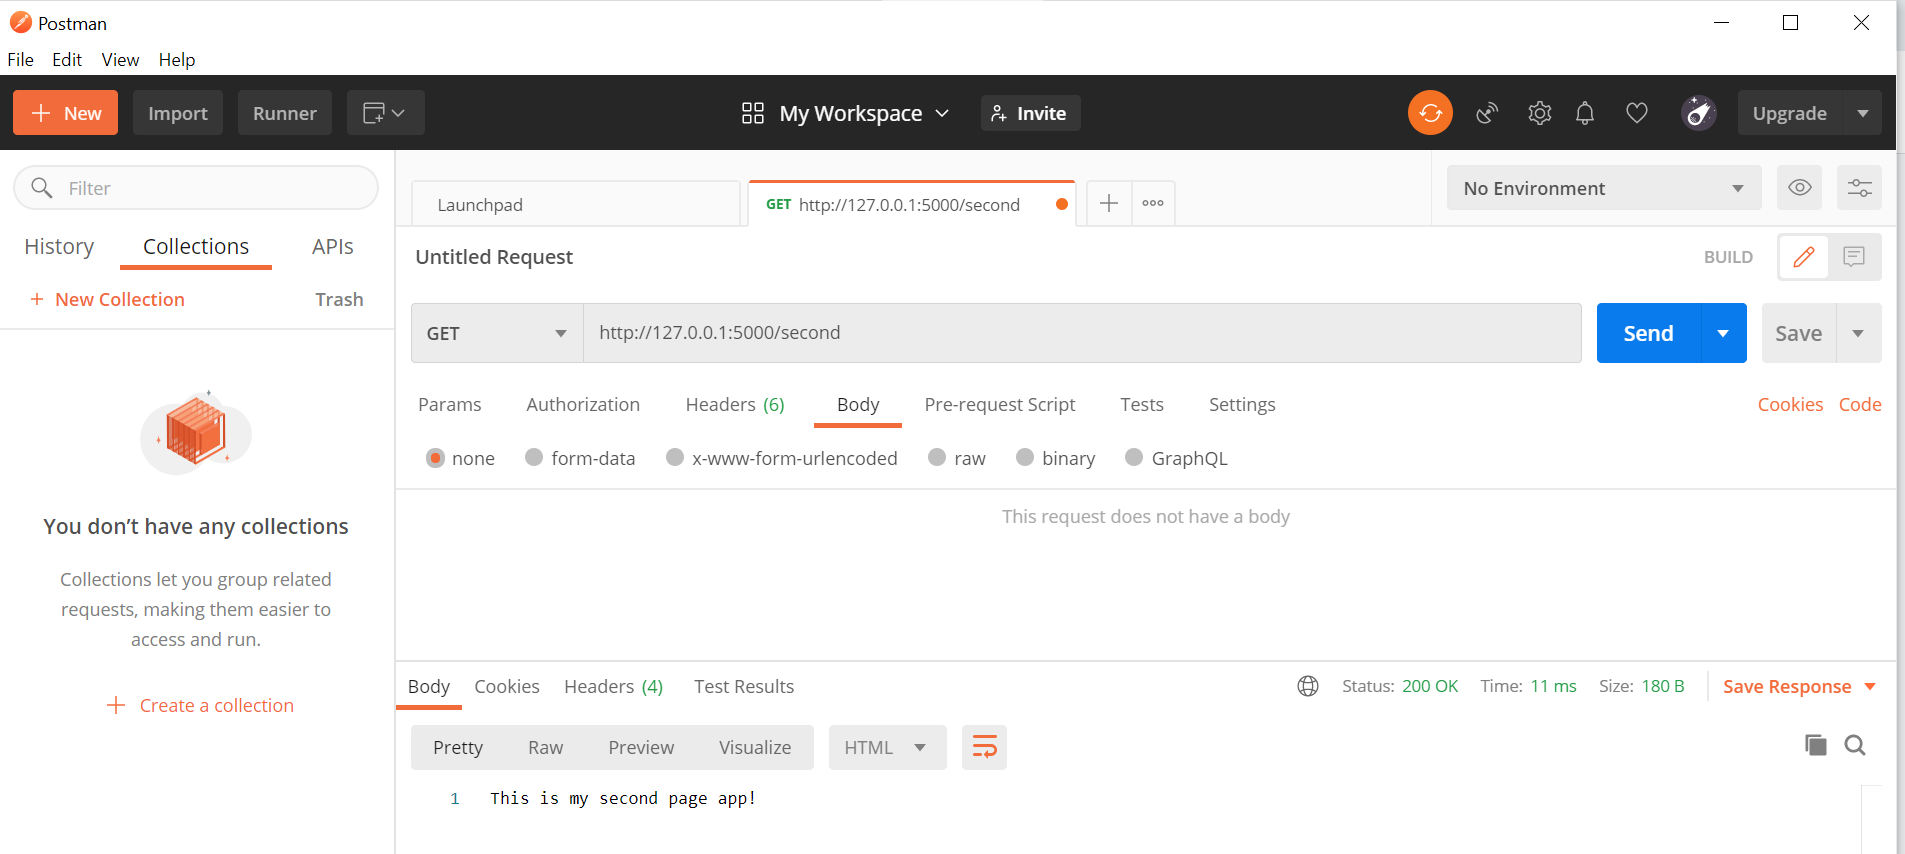 Postman
File Edit View Help
New Import Runner My Workspace Invite Upgrade
Filter
History Collections APIs
+ New Collection Trash
You don’t have any collections
Collections let you group related
requests, making them easier to
access and run.
+ Create a collection
Launchpad GET http://127.0.0.1:5000/second + ooo No Environment
Untitled Request BUILD
GET http://127.0.0.1:5000/second Send Save
Params Authorization Headers (6) Body Pre-request Script Tests Settings Cookies Code
none form-data x-www-form-urlencoded raw binary GraphQL
This request does not have a body
Body Cookies Headers (4) Test Results Status: 200 OK Time: 11 ms Size: 180 B Save Response
Pretty Raw Preview Visualize HTML
1 This is my second page app!